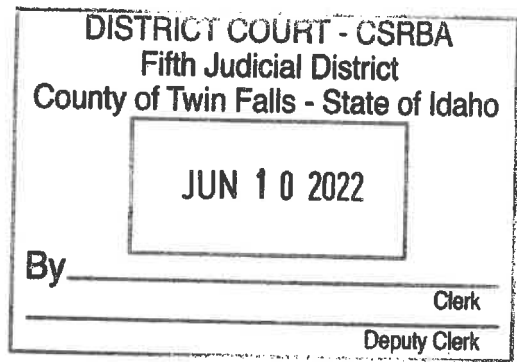 DISTRICT COURT - CSRBA
Fifth Judicial District
County of Twin Falls - State of Idaho
JUN 10 2022
By
Clerk
Deputy Clerk